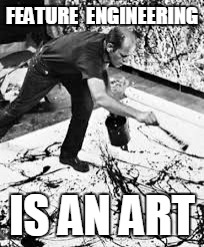 FEATURE ENGINEERING
IS AN ART